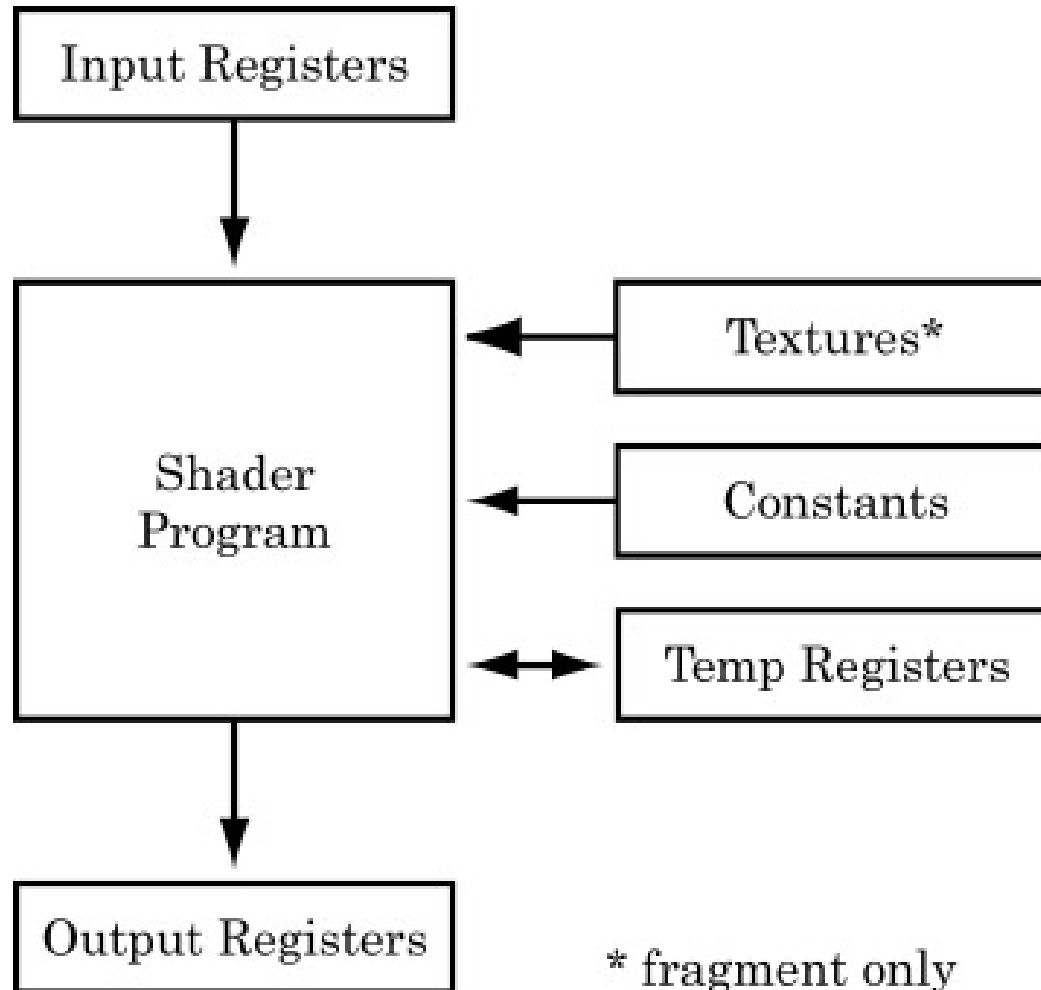 Input Registers
Textures*
Shader
Program
Constants
Temp Registers
Output Registers
* fragment only